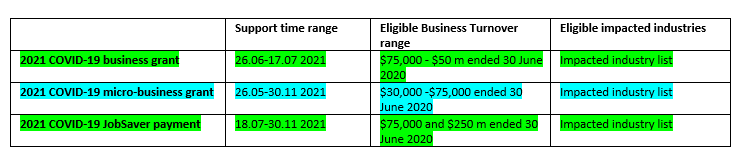 Support time range
Eligible Business Turnover range
Eligible impacted industries
2021 COVID-19 business grant
26.06-17.07 2021
$75,000 - $50 m ended 30 June
2020
Impacted industry list
2021 COVID-19 micro-business grant
26.05-30.11 2021
$30,000 -$75,000 ended 30
June 2020
Impacted industry list
2021 COVID-19 JobSaver payment
18.07-30.11 2021
$75,000 and $250 m ended 30
June 2020
Impacted industry list